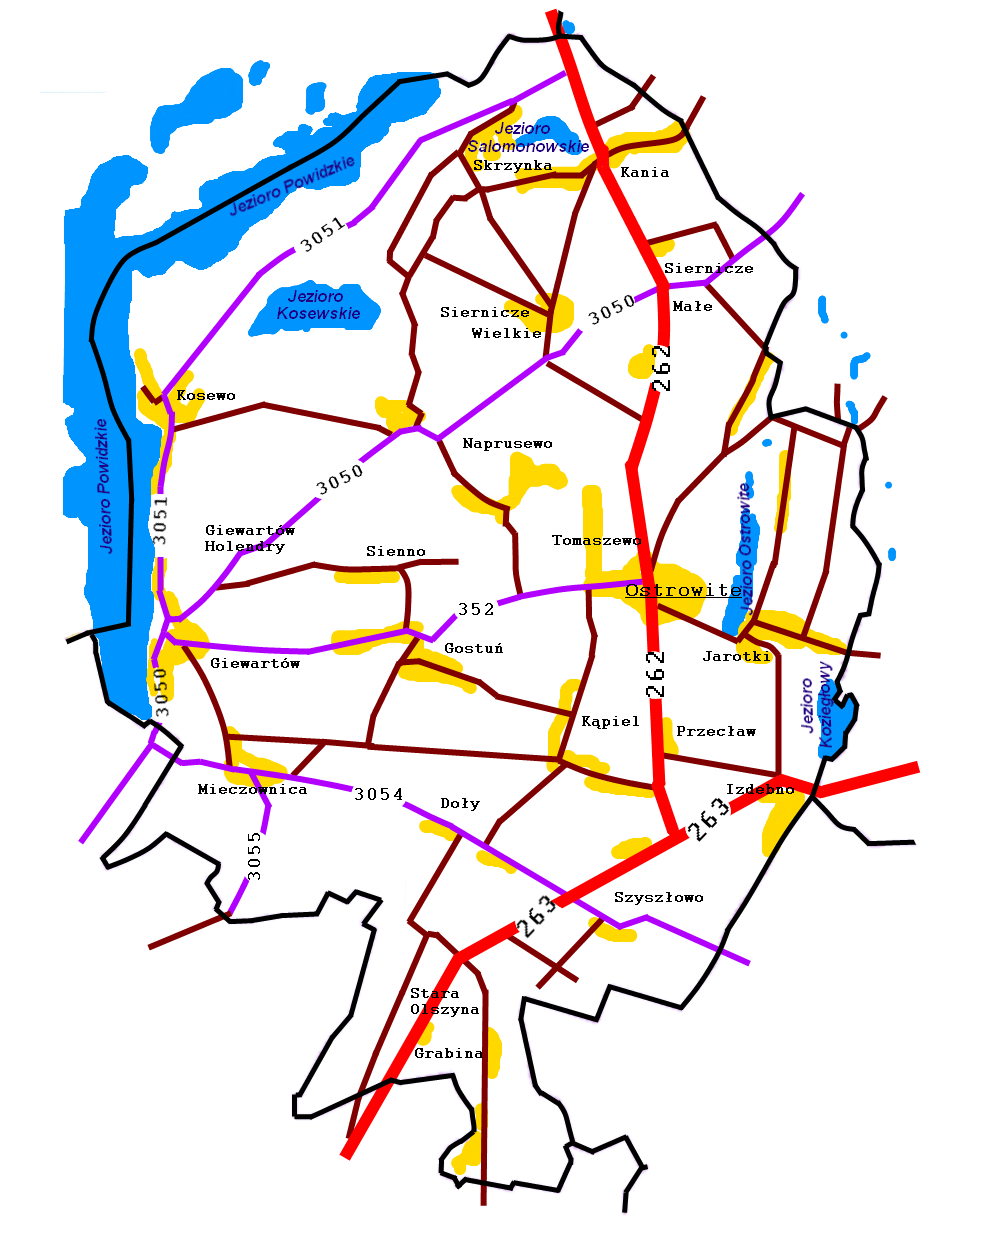 Jezioro
Salomonowskie
Skrzynka
Kania
Jezioro Powidzkie
3051
Siernicze
Jezioro
Kosewskie
Siernicze
Wielkie
3050
Małe
262
Kosewo
Naprusewo
Jezioro Powidzkie
3050
3051
Giewartów
Holendry
Sienno
Tomaszewo
Jezioro Ostrowite
Ostrowite
352
Gostuń
Giewartów
262
Jarotki
3050
Jezioro
Koziegłowy
Kąpiel
Przecław
Mieczownica
3054
Doły
Izdebno
263
3055
Szyszłowo
263
Stara
Olszyna
Grabina